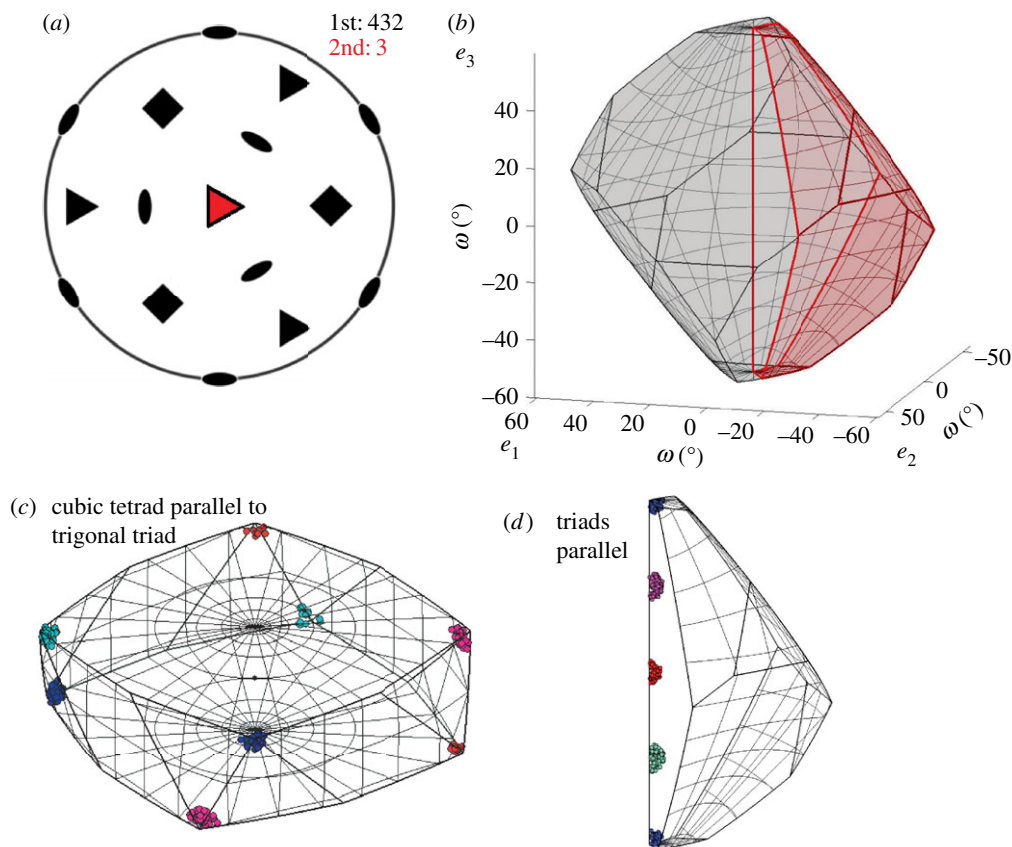 (a)
1st: 432
2nd: 3
(b)
e3
40
20
0
−20
−40
−60
ω (°)
60
40
20
0
−20
−40
−60
e1
ω (°)
e2
50
0
−50
ω (°)
(c) cubic tetrad parallel to
trigonal triad
(d) triads
parallel